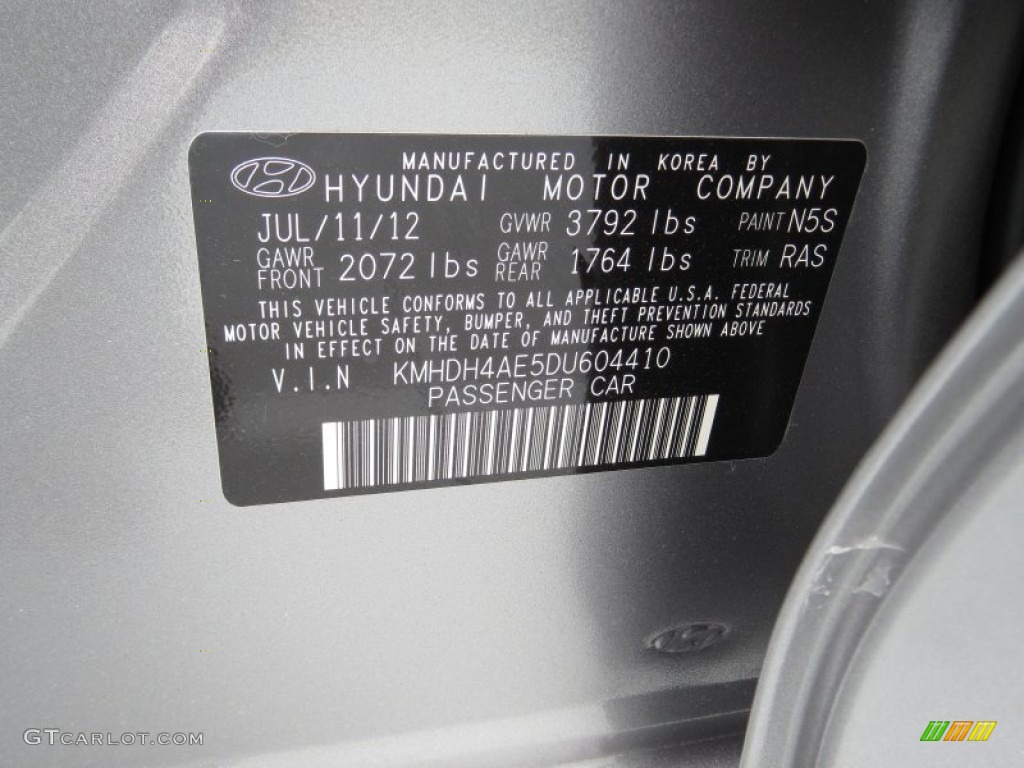 MANUFACTURED IN KOREA BY
HYUNDAI MOTOR COMPANY
JUL/11/12 GVWR 3792 lbs PAINT N5S
GAWR FRONT 2072 lbs GAWR REAR 1764 lbs TRIM RAS
THIS VEHICLE CONFORMS TO ALL APPLICABLE U.S.A. FEDERAL
MOTOR VEHICLE SAFETY, BUMPER, AND THEFT PREVENTION STANDARDS
IN EFFECT ON THE DATE OF MANUFACTURE SHOWN ABOVE
V.I.N KMHDH4AE5DU604410
PASSENGER CAR
GTCARLOT.COM